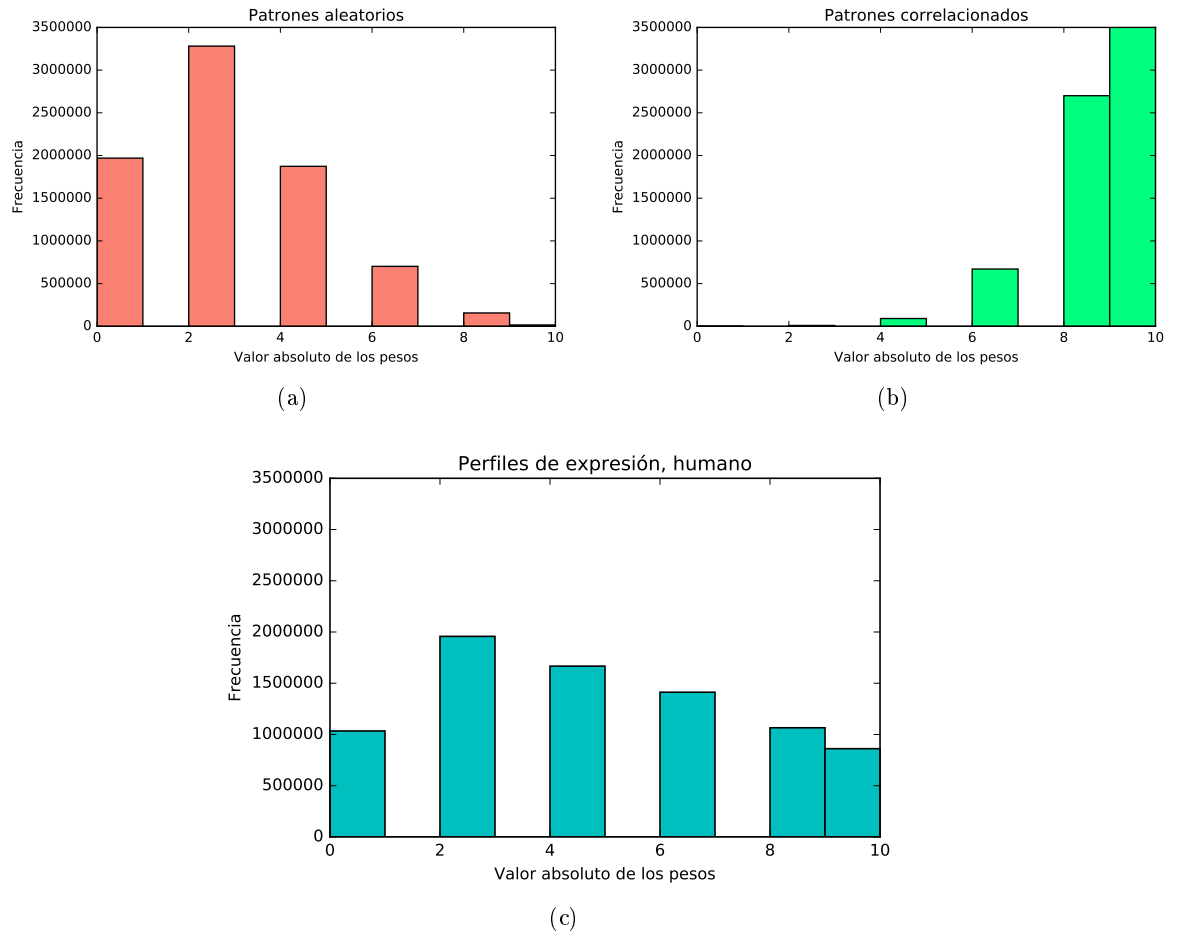 Patrones aleatorios
3500000
3000000
2500000
2000000
1500000
1000000
500000
0
0 2 4 6 8 10
Frecuencia
Valor absoluto de los pesos
(a)
Patrones correlacionados
3500000
3000000
2500000
2000000
1500000
1000000
500000
0
0 2 4 6 8 10
Frecuencia
Valor absoluto de los pesos
(b)
Perfiles de expresión, humano
3500000
3000000
2500000
2000000
1500000
1000000
500000
0
0 2 4 6 8 10
Frecuencia
Valor absoluto de los pesos
(c)